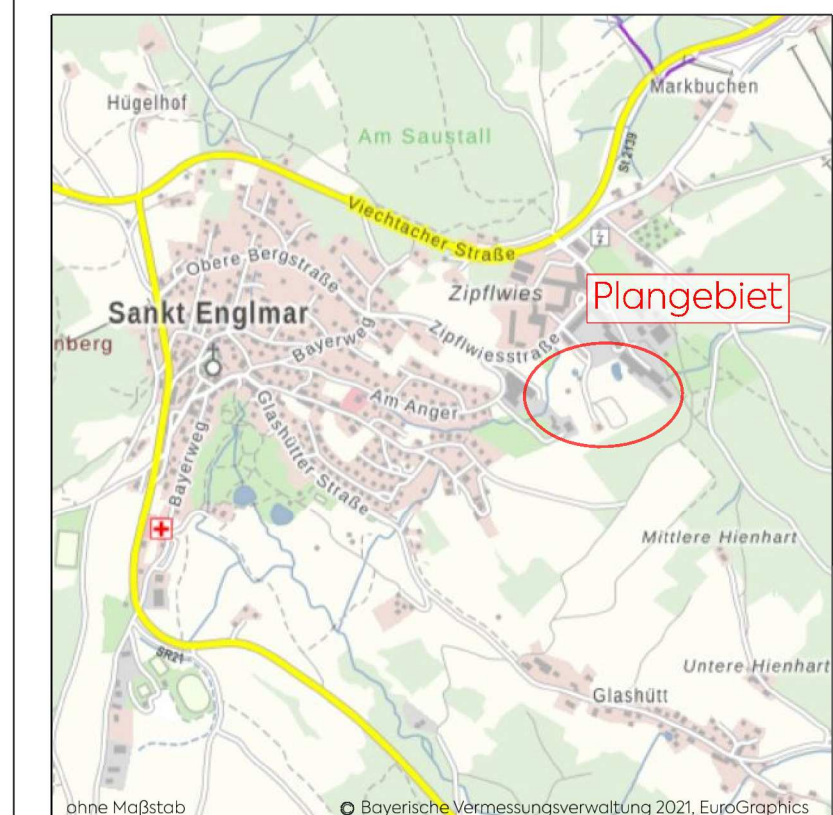 Hügelhof
Markbuchen
Am Saustall
St 2139
Viechtacher Straße
Obere Bergstraße
Zipflwies
Plangebiet
Sankt Englmar
nberg
Bayerweg
Zipflwiesstraße
Am Anger
Glashütter Straße
Bayerweg
Mittlere Hienhart
SR21
Untere Hienhart
Glashütt
ohne Maßstab
© Bayerische Vermessungsverwaltung 2021, EuroGraphics